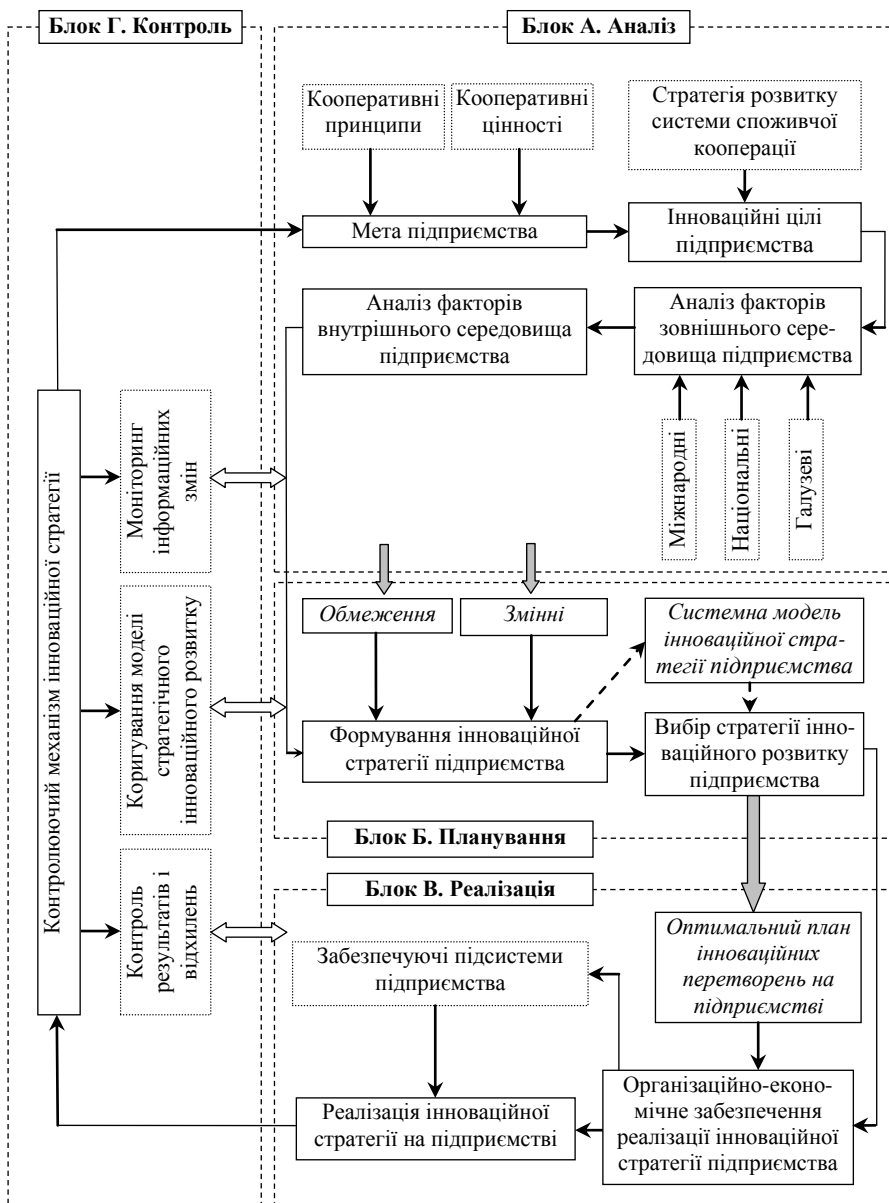 Блок Г. Контроль
Блок А. Аналіз
Кооперативні
принципи
Кооперативні
цінності
Стратегія розвитку
системи споживчої
кооперації
Мета підприємства
Інноваційні цілі
підприємства
Аналіз факторів
внутрішнього середовища
підприємства
Аналіз факторів
зовнішнього сере-
довища підприємства
Міжнародні
Національні
Галузеві
Контролюючий механізм інноваційної стратегії
Моніторинг
інформаційних
змін
Коригування моделі
стратегічного
інноваційного розвитку
Контроль
результатів і
відхилень
Обмеження
Змінні
Системна модель
інноваційної стра-
тегії підприємства
Формування інноваційної
стратегії підприємства
Вибір стратегії інно-
ваційного розвитку
підприємства
Блок Б. Планування
Блок В. Реалізація
Оптимальний план
інноваційних
перетворень на
підприємстві
Забезпечуючі підсистеми
підприємства
Реалізація інноваційної
стратегії на підприємстві
Організаційно-еконо-
мічне забезпечення
реалізації інноваційної
стратегії підприємства